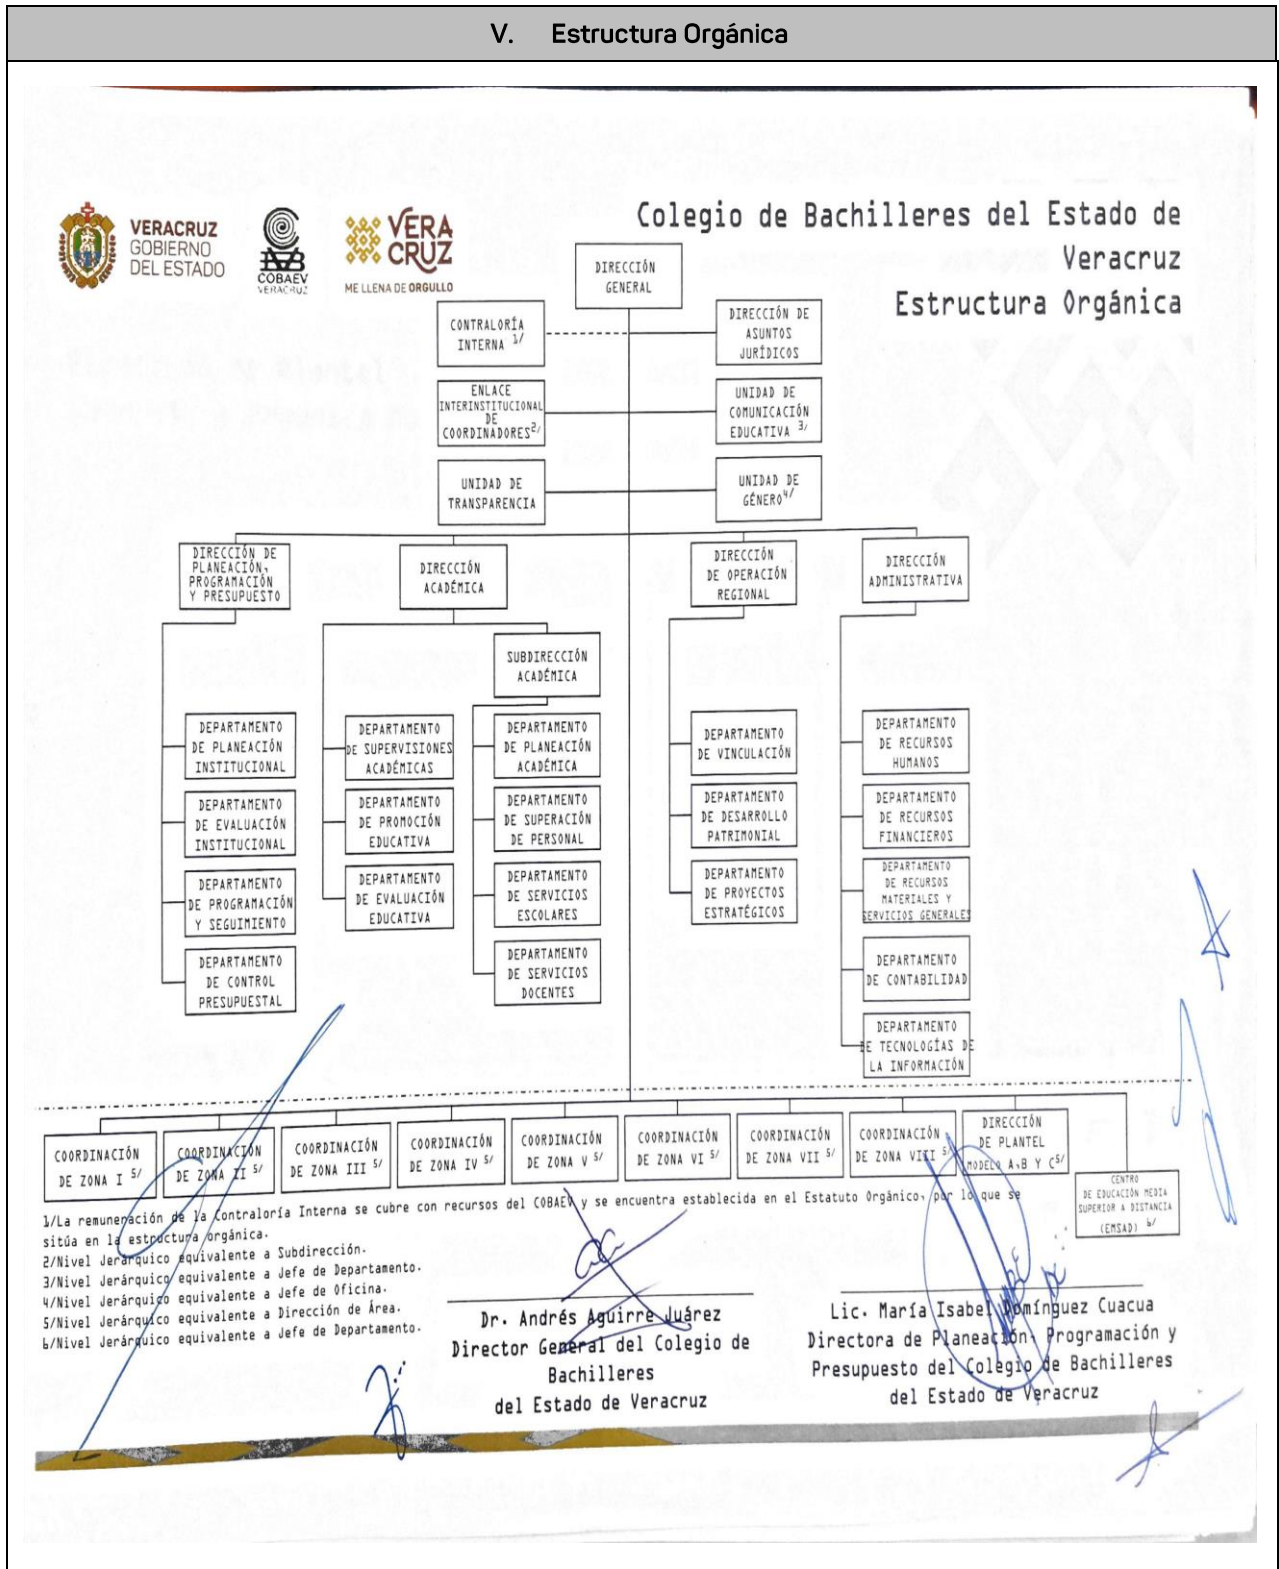 V. Estructura Orgánica
VERACRUZ
GOBIERNO
DEL ESTADO
COBAEV
VERACRUZ
VERA
CRUZ
ME LLENA DE ORGULLO
Colegio de Bachilleres del Estado de
Veracruz
Estructura Orgánica
DIRECCIÓN
GENERAL
CONTRALORÍA
INTERNA 1/
DIRECCIÓN DE
ASUNTOS
JURÍDICOS
ENLACE
INTERINSTITUCIONAL
DE
COORDINADORES2/
UNIDAD DE
COMUNICACIÓN
EDUCATIVA 3/
UNIDAD DE
TRANSPARENCIA
UNIDAD DE
GÉNERO4/
DIRECCIÓN DE
PLANEACIÓN,
PROGRAMACIÓN
Y PRESUPUESTO
DIRECCIÓN
ACADÉMICA
DIRECCIÓN
DE OPERACIÓN
REGIONAL
DIRECCIÓN
ADMINISTRATIVA
SUBDIRECCIÓN
ACADÉMICA
DEPARTAMENTO
DE PLANEACIÓN
INSTITUCIONAL
DEPARTAMENTO
DE SUPERVISIONES
ACADÉMICAS
DEPARTAMENTO
DE PLANEACIÓN
ACADÉMICA
DEPARTAMENTO
DE VINCULACIÓN
DEPARTAMENTO
DE RECURSOS
HUMANOS
DEPARTAMENTO
DE EVALUACIÓN
INSTITUCIONAL
DEPARTAMENTO
DE PROMOCIÓN
EDUCATIVA
DEPARTAMENTO
DE SUPERACIÓN
DE PERSONAL
DEPARTAMENTO
DE DESARROLLO
PATRIMONIAL
DEPARTAMENTO
DE RECURSOS
FINANCIEROS
DEPARTAMENTO
DE PROGRAMACIÓN
Y SEGUIMIENTO
DEPARTAMENTO
DE EVALUACIÓN
EDUCATIVA
DEPARTAMENTO
DE SERVICIOS
ESCOLARES
DEPARTAMENTO
DE PROYECTOS
ESTRATÉGICOS
DEPARTAMENTO
DE RECURSOS
MATERIALES Y
SERVICIOS GENERALES
DEPARTAMENTO
DE CONTROL
PRESUPUESTAL
DEPARTAMENTO
DE SERVICIOS
DOCENTES
DEPARTAMENTO
DE CONTABILIDAD
DEPARTAMENTO
DE TECNOLOGÍAS DE
LA INFORMACIÓN
COORDINACIÓN
DE ZONA I 5/
COORDINACIÓN
DE ZONA II 5/
COORDINACIÓN
DE ZONA III 5/
COORDINACIÓN
DE ZONA IV 5/
COORDINACIÓN
DE ZONA V 5/
COORDINACIÓN
DE ZONA VI 5/
COORDINACIÓN
DE ZONA VII 5/
COORDINACIÓN
DE ZONA VIII 5/
DIRECCIÓN
DE PLANTEL
MODELO A,B Y C5/
CENTRO
DE EDUCACIÓN MEDIA
SUPERIOR A DISTANCIA
(EMSAD) 6/
1/La remuneración de la Contraloría Interna se cubre con recursos del COBAEV y se encuentra establecida en el Estatuto Orgánico, por lo que se
sitúa en la estructura orgánica.
2/Nivel Jerárquico equivalente a Subdirección.
3/Nivel Jerárquico equivalente a Jefe de Departamento.
4/Nivel Jerárquico equivalente a Jefe de Oficina.
5/Nivel Jerárquico equivalente a Dirección de Área.
6/Nivel Jerárquico equivalente a Jefe de Departamento.
Dr. Andrés Aguirre Juárez
Director General del Colegio de
Bachilleres
del Estado de Veracruz
Lic. María Isabel Domínguez Cuacua
Directora de Planeación, Programación y
Presupuesto del Colegio de Bachilleres
del Estado de Veracruz